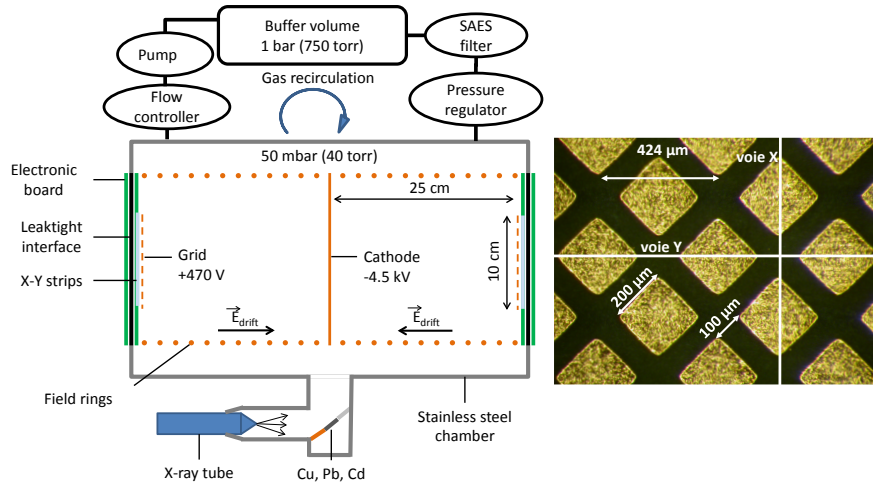 Buffer volume
1 bar (750 torr)
SAES
filter
Pump
Gas recirculation
Flow
controller
Pressure
regulator
50 mbar (40 torr)
Electronic
board
25 cm
Leaktight
interface
Grid
+470 V
Cathode
-4.5 kV
10 cm
X-Y strips
E drift
E drift
Field rings
Stainless steel
chamber
X-ray tube
Cu, Pb, Cd
424 µm
voie X
voie Y
200 µm
100 µm